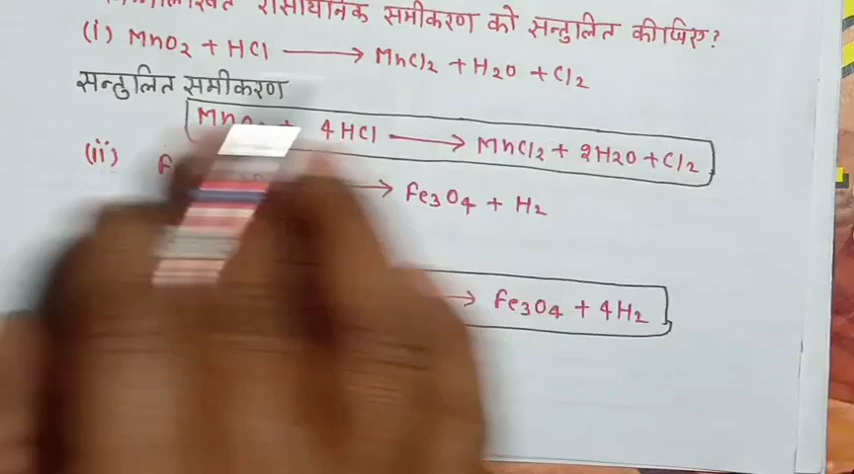 रासायनिक समीकरण को सन्तुलित कीजिए?
(i) MnO₂ + HCl ⟶ MnCl₂ + H₂O + Cl₂
सन्तुलित समीकरण
MnO₂ + 4HCl ⟶ MnCl₂ + 2H2O + Cl₂
(ii) ⟶ Fe₃O₄ + H₂
⟶ Fe₃O₄ + 4H₂